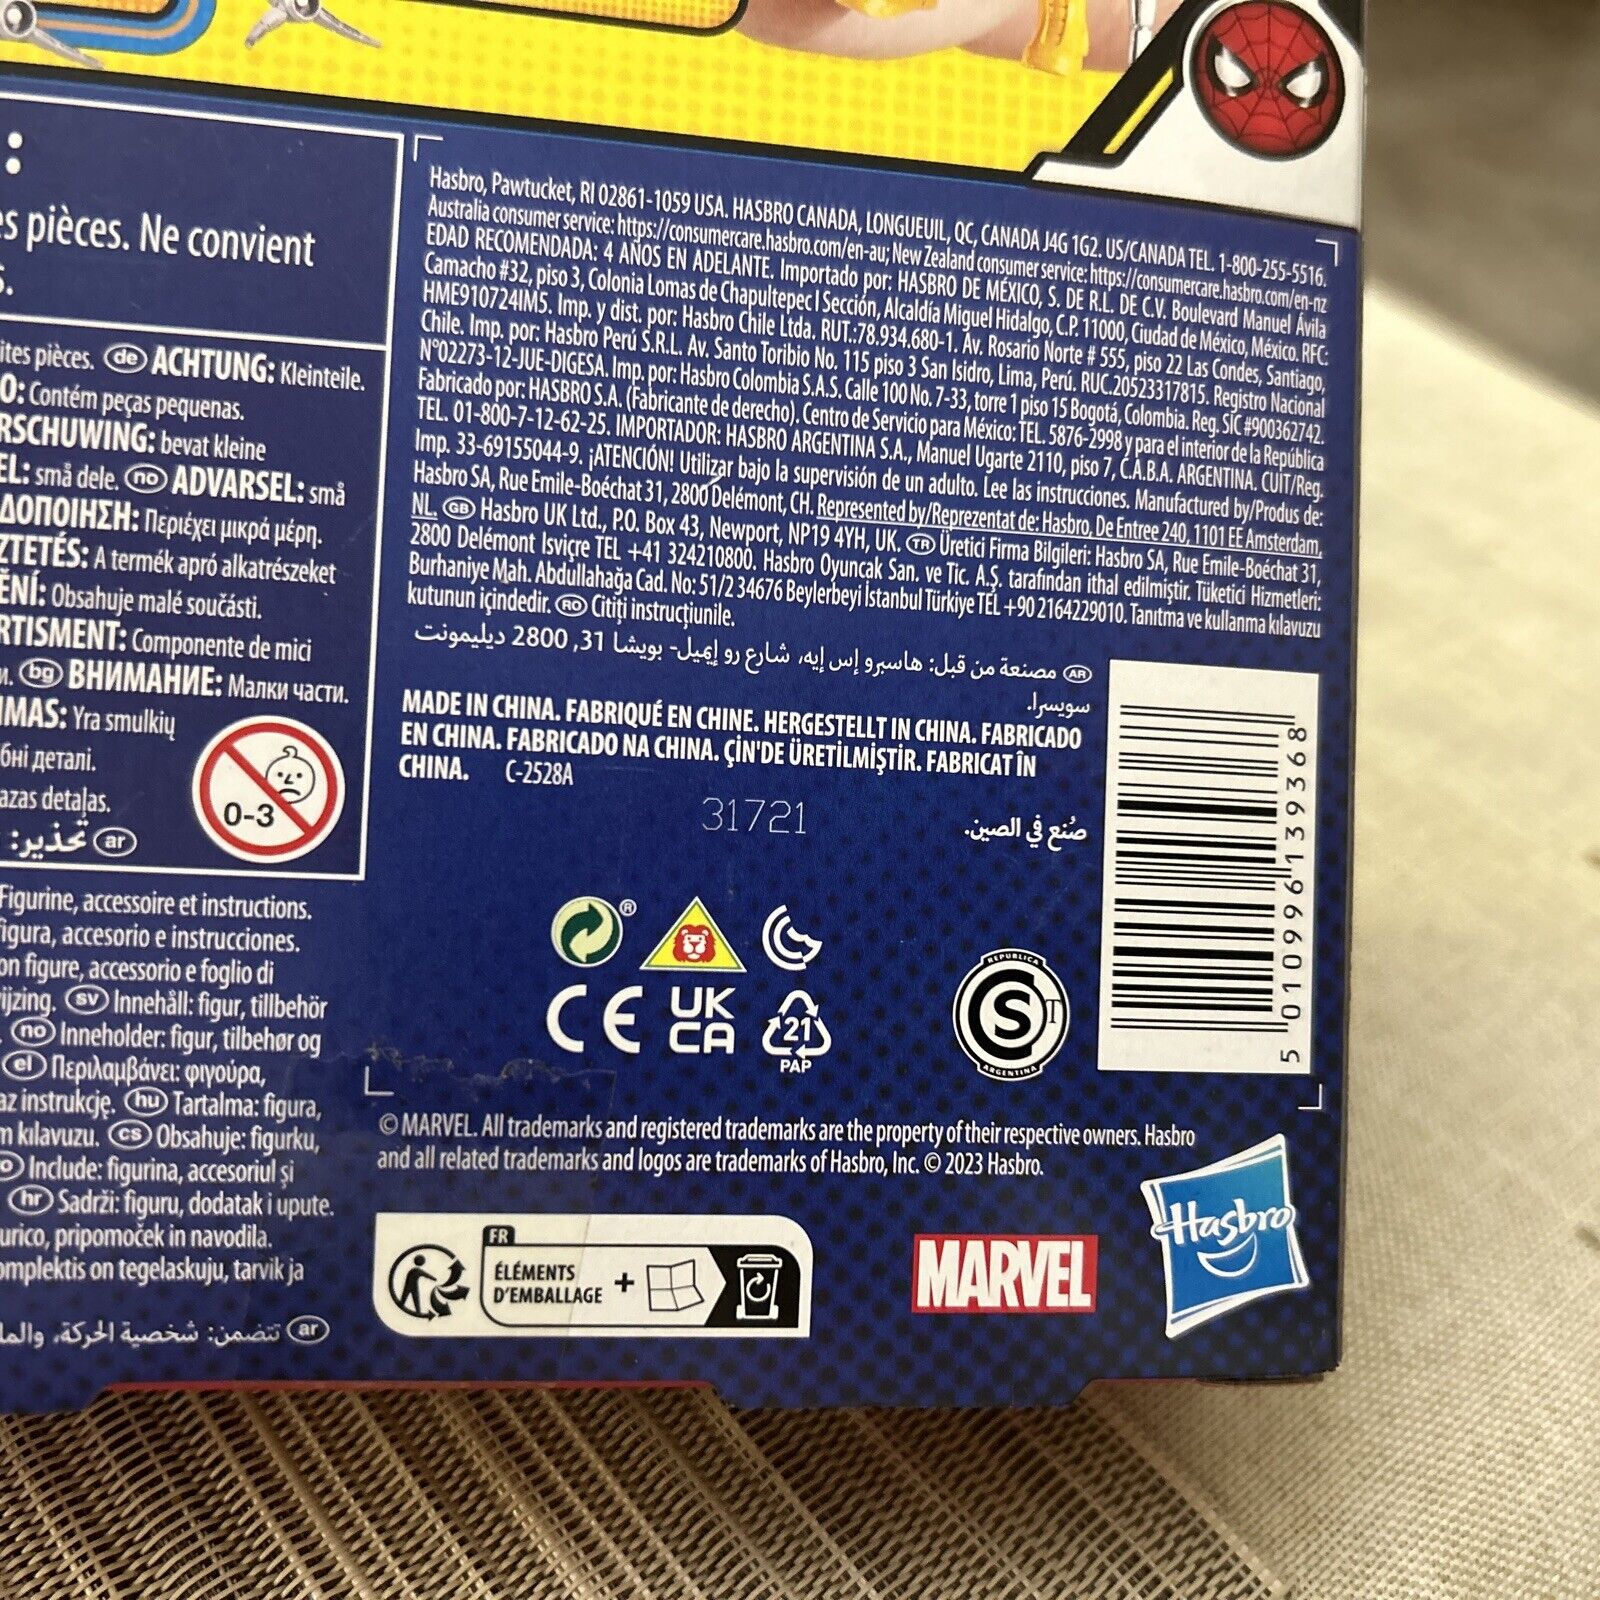 :
es pièces. Ne convient
s.
ites pièces. de ACHTUNG: Kleinteile.
O: Contém peças pequenas.
RSCHUWING: bevat kleine
EL: små dele. no ADVARSEL: små
ΔΟΠΟΙΗΣΗ: Περιέχει μικρά μέρη.
ZTETÉS: A termék apró alkatrészeket
ĚNÍ: Obsahuje malé součásti.
RTISMENT: Componente de mici
и. bg ВНИМАНИЕ: Малки части.
IMAS: Yra smulkių
бні деталі.
azas detaļas.
ar تحذير:
0-3
Figurine, accessoire et instructions.
figura, accesorio e instrucciones.
on figure, accessorio e foglio di
ijzing. sv Innehåll: figur, tillbehör
no Inneholder: figur, tilbehør og
el Περιλαμβάνει: φιγούρα,
az instrukcję. hu Tartalma: figura,
m kılavuzu. cs Obsahuje: figurku,
o Include: figurina, accesoriul și
hr Sadrži: figuru, dodatak i upute.
urico, pripomoček in navodila.
omplektis on tegelaskuju, tarvik ja
ar تتضمن: شخصية الحركة، والما
Hasbro, Pawtucket, RI 02861-1059 USA. HASBRO CANADA, LONGUEUIL, QC, CANADA J4G 1G2. US/CANADA TEL. 1-800-255-5516.
Australia consumer service: https://consumercare.hasbro.com/en-au; New Zealand consumer service: https://consumercare.hasbro.com/en-nz
EDAD RECOMENDADA: 4 AÑOS EN ADELANTE. Importado por: HASBRO DE MÉXICO, S. DE R.L. DE C.V. Boulevard Manuel Ávila
Camacho #32, piso 3, Colonia Lomas de Chapultepec I Sección, Alcaldía Miguel Hidalgo, C.P. 11000, Ciudad de México, México. RFC:
HME910724IM5. Imp. y dist. por: Hasbro Chile Ltda. RUT.:78.934.680-1. Av. Rosario Norte # 555, piso 22 Las Condes, Santiago,
Chile. Imp. por: Hasbro Perú S.R.L. Av. Santo Toribio No. 115 piso 3 San Isidro, Lima, Perú. RUC.20523317815. Registro Nacional
N°02273-12-JUE-DIGESA. Imp. por: Hasbro Colombia S.A.S. Calle 100 No. 7-33, torre 1 piso 15 Bogotá, Colombia. Reg. SIC #900362742.
Fabricado por: HASBRO S.A. (Fabricante de derecho). Centro de Servicio para México: TEL. 5876-2998 y para el interior de la República
TEL. 01-800-7-12-62-25. IMPORTADOR: HASBRO ARGENTINA S.A., Manuel Ugarte 2110, piso 7, C.A.B.A. ARGENTINA. CUIT/Reg.
Imp. 33-69155044-9. ¡ATENCIÓN! Utilizar bajo la supervisión de un adulto. Lee las instrucciones. Manufactured by/Produs de:
Hasbro SA, Rue Emile-Boéchat 31, 2800 Delémont, CH. Represented by/Reprezentat de: Hasbro, De Entree 240, 1101 EE Amsterdam,
NL. GB Hasbro UK Ltd., P.O. Box 43, Newport, NP19 4YH, UK. TR Üretici Firma Bilgileri: Hasbro SA, Rue Emile-Boéchat 31,
2800 Delémont Isviçre TEL +41 324210800. Hasbro Oyuncak San. ve Tic. A.Ş. tarafından ithal edilmiştir. Tüketici Hizmetleri:
Burhaniye Mah. Abdullahağa Cad. No: 51/2 34676 Beylerbeyi İstanbul Türkiye TEL +90 2164229010. Tanıtma ve kullanma kılavuzu
kutunun içindedir. RO Citiți instrucțiunile.
AR مصنعة من قبل: هاسبرو إس إيه، شارع رو إيميل- بويشا 31, 2800 ديليمونت
سويسرا.
MADE IN CHINA. FABRIQUÉ EN CHINE. HERGESTELLT IN CHINA. FABRICADO
EN CHINA. FABRICADO NA CHINA. ÇİN'DE ÜRETİLMİŞTİR. FABRICAT ÎN
CHINA. C-2528A
31721
صُنع في الصين.
5 010996 139368
®
CE UK CA
21
PAP
REPUBLICA
S T
ARGENTINA
© MARVEL. All trademarks and registered trademarks are the property of their respective owners. Hasbro
and all related trademarks and logos are trademarks of Hasbro, Inc. © 2023 Hasbro.
FR
ÉLÉMENTS
D'EMBALLAGE +
MARVEL
Hasbro